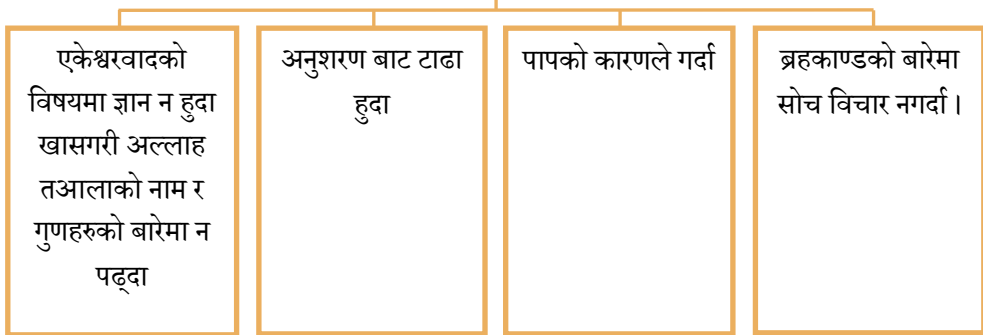 एकेश्वरवादको
विषयमा ज्ञान न हुदा
खासगरी अल्लाह
तआलाको नाम र
गुणहरुको बारेमा न
पढ्दा
अनुशरण बाट टाढा
हुदा
पापको कारणले गर्दा
ब्रहकाण्डको बारेमा
सोच विचार नगर्दा ।